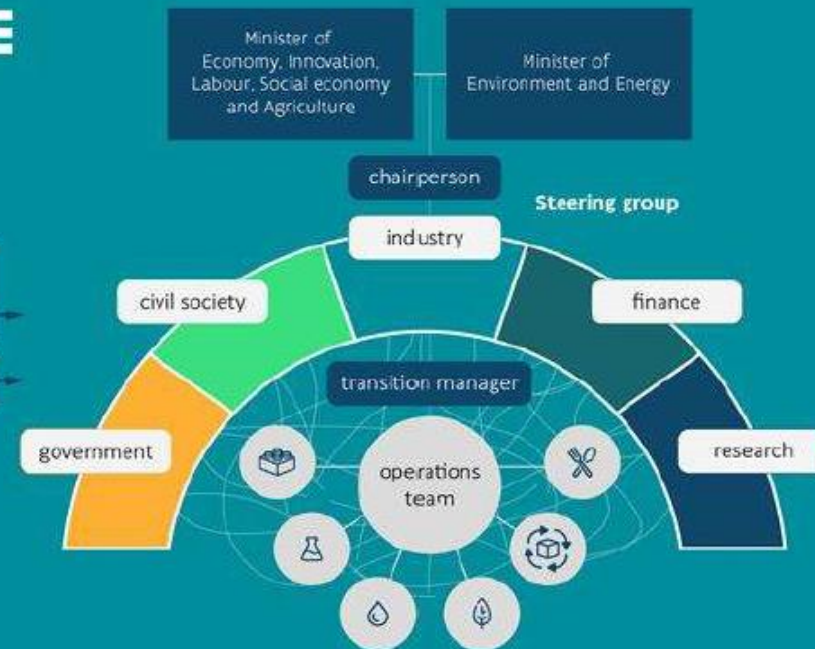 Minister of
Economy, Innovation,
Labour, Social economy
and Agriculture
Minister of
Environment and Energy
chairperson
Steering group
industry
civil society
finance
transition manager
government
research
operations
team